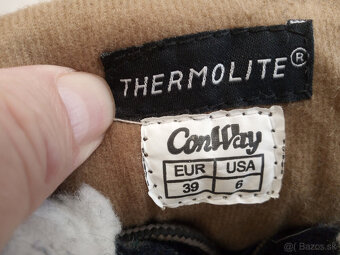 THERMOLITE®
ConWay
EUR USA
39 6
© Bazos.sk